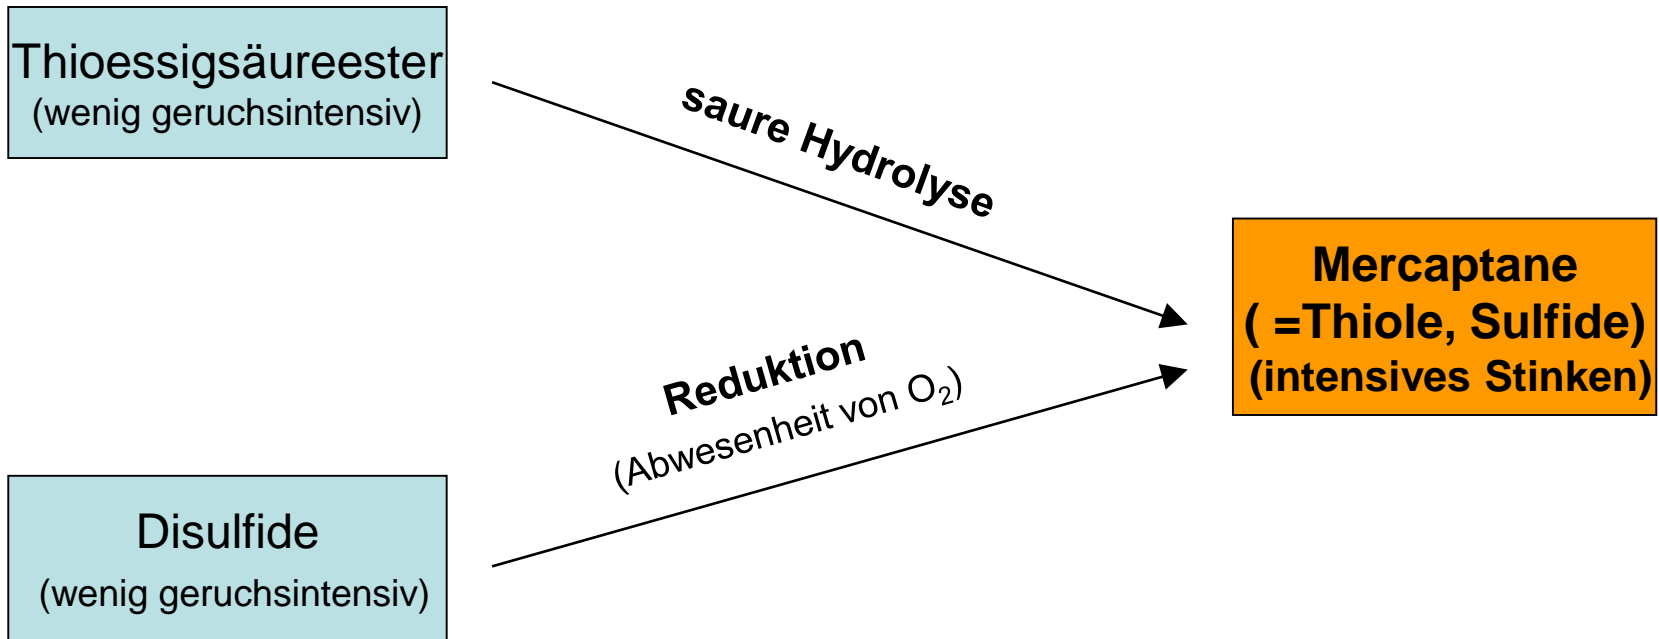 Thioessigsäureester
(wenig geruchsintensiv)
saure Hydrolyse
Mercaptane
( =Thiole, Sulfide)
(intensives Stinken)
Reduktion
(Abwesenheit von O₂)
Disulfide
(wenig geruchsintensiv)